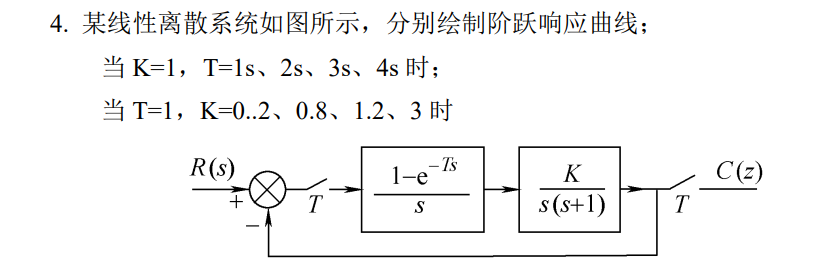 4. 某线性离散系统如图所示，分别绘制阶跃响应曲线；
当 K=1，T=1s、2s、3s、4s 时；
当 T=1，K=0..2、0.8、1.2、3 时
R(s)
+
−
T
1−e^{-Ts}
s
K
s(s+1)
T
C(z)